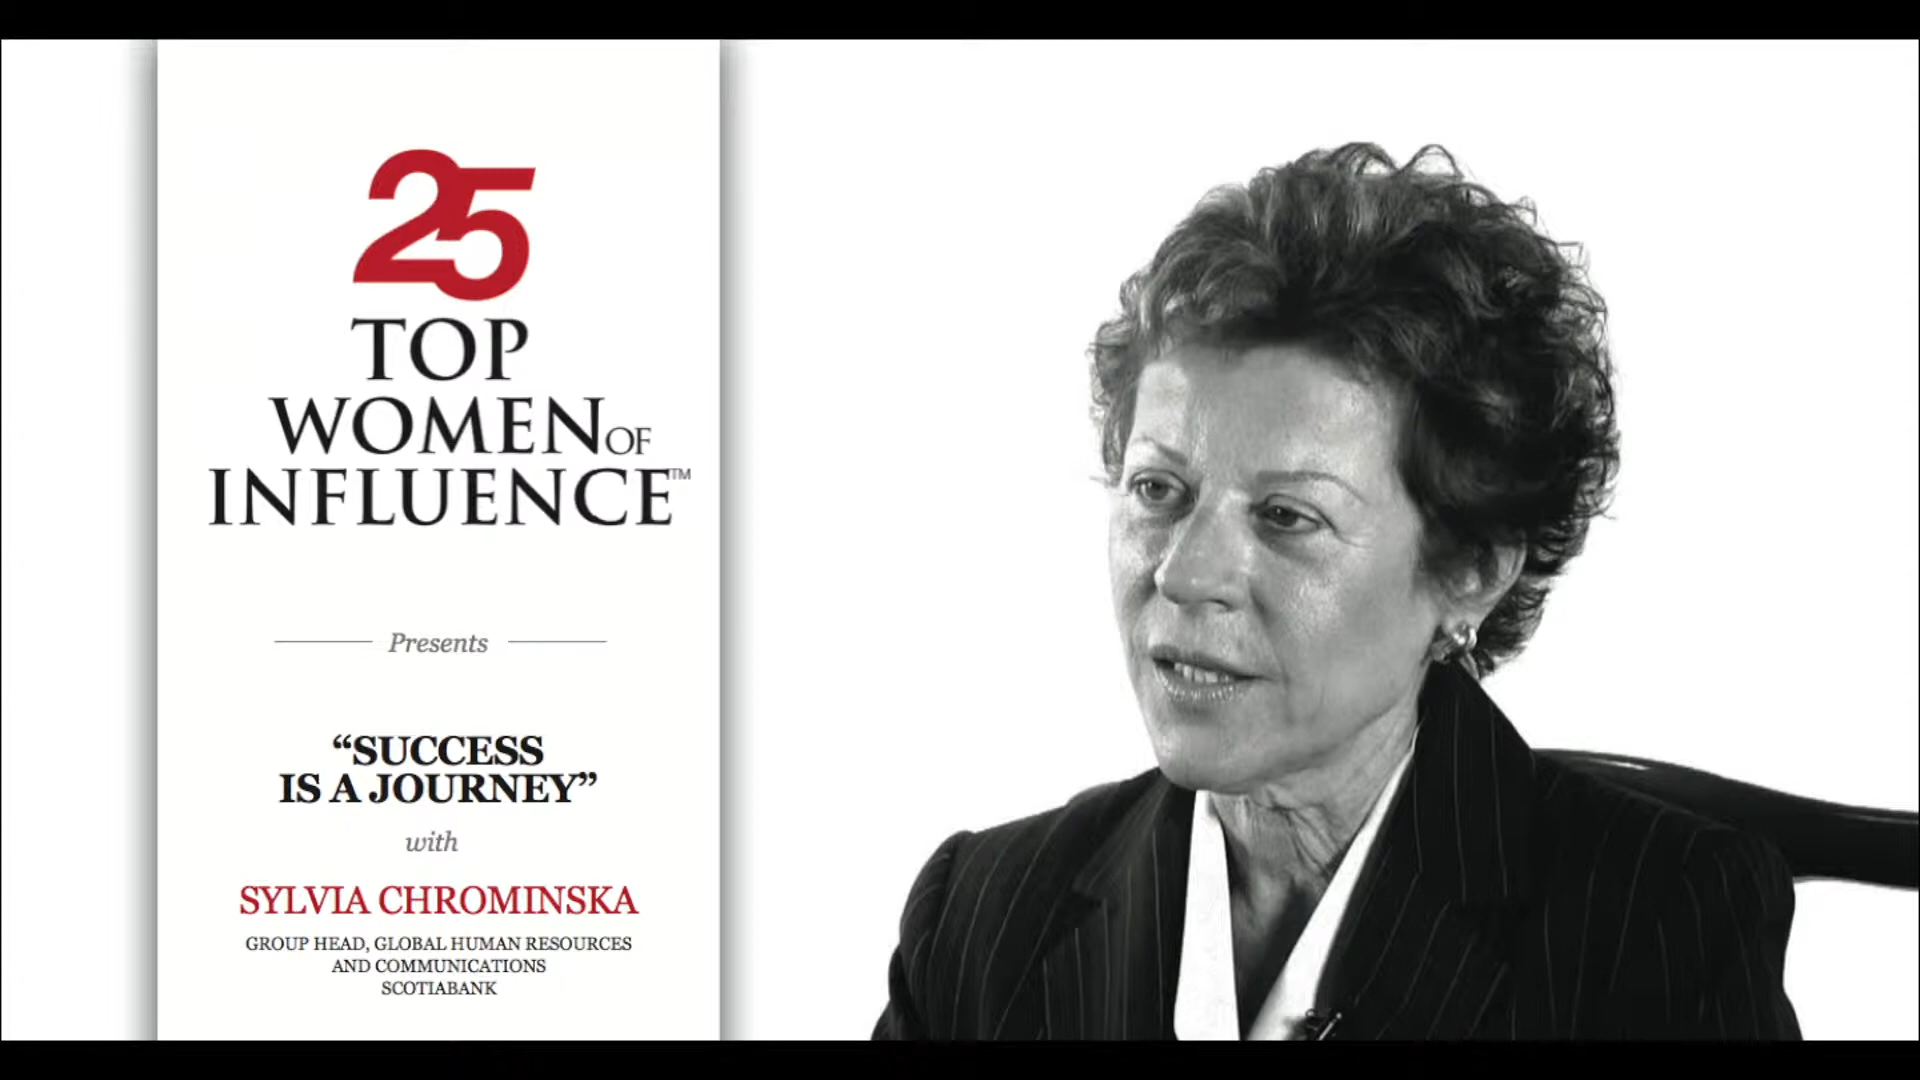 25
TOP
WOMEN OF
INFLUENCE™
Presents
“SUCCESS
IS A JOURNEY”
with
SYLVIA CHROMINSKA
GROUP HEAD, GLOBAL HUMAN RESOURCES
AND COMMUNICATIONS
SCOTIABANK